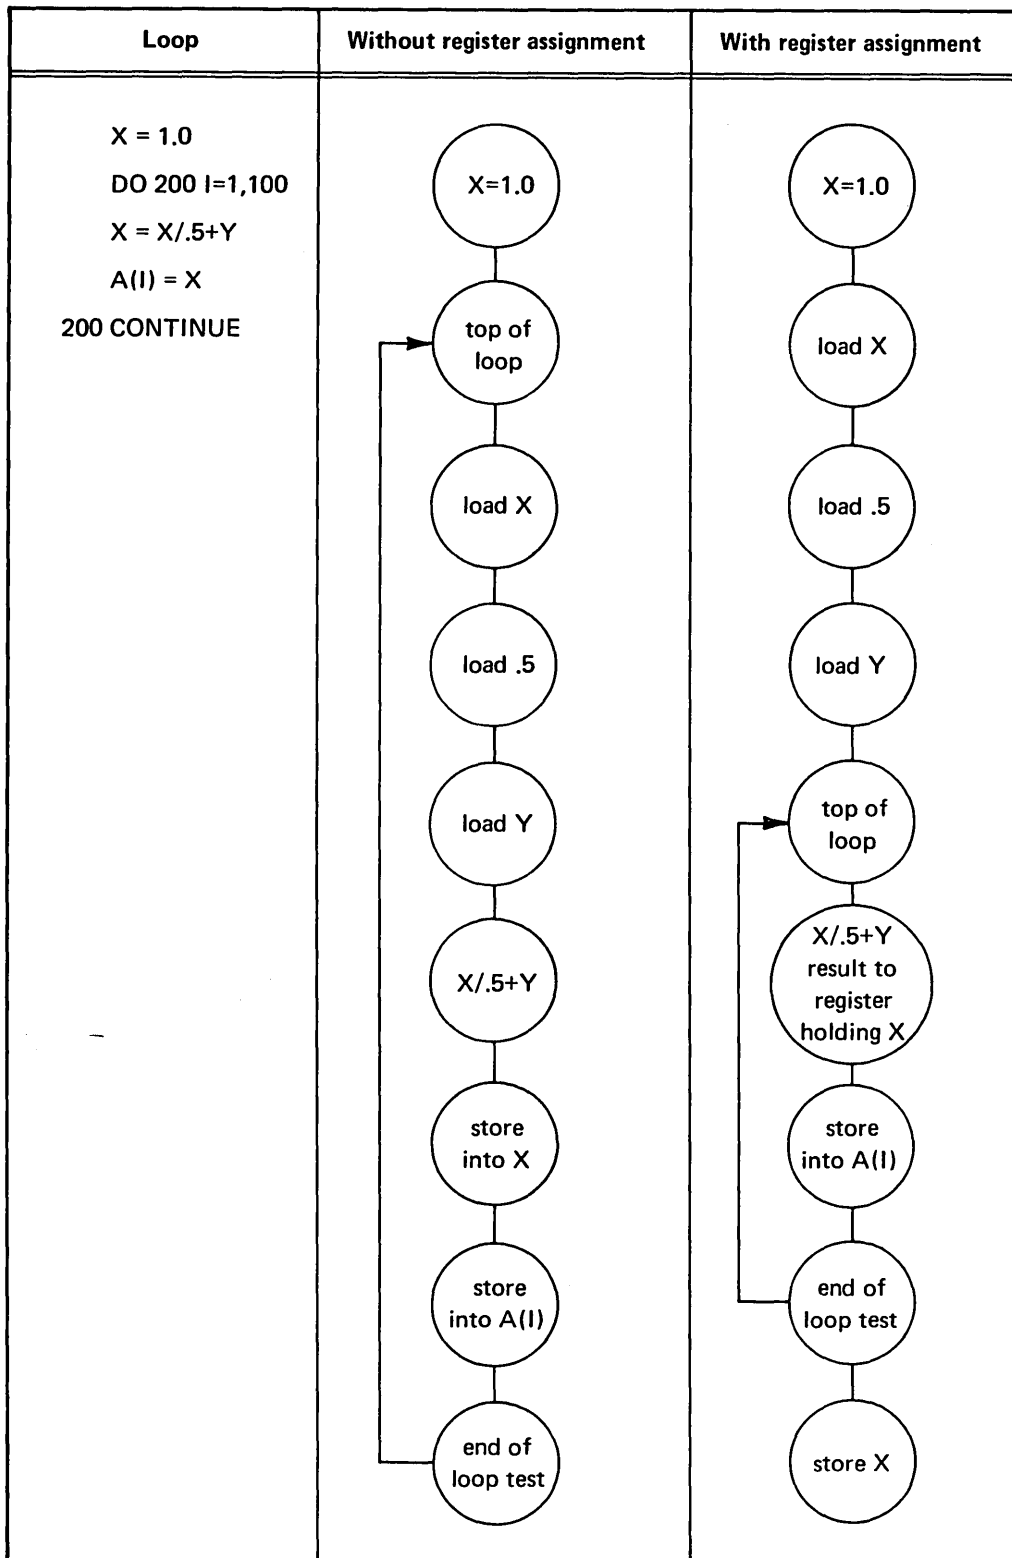 Loop
Without register assignment
With register assignment
X = 1.0
DO 200 I=1,100
X = X/.5+Y
A(I) = X
200 CONTINUE
X=1.0
top of
loop
load X
load .5
load Y
X/.5+Y
store
into X
store
into A(I)
end of
loop test
X=1.0
load X
load .5
load Y
top of
loop
X/.5+Y
result to
register
holding X
store
into A(I)
end of
loop test
store X